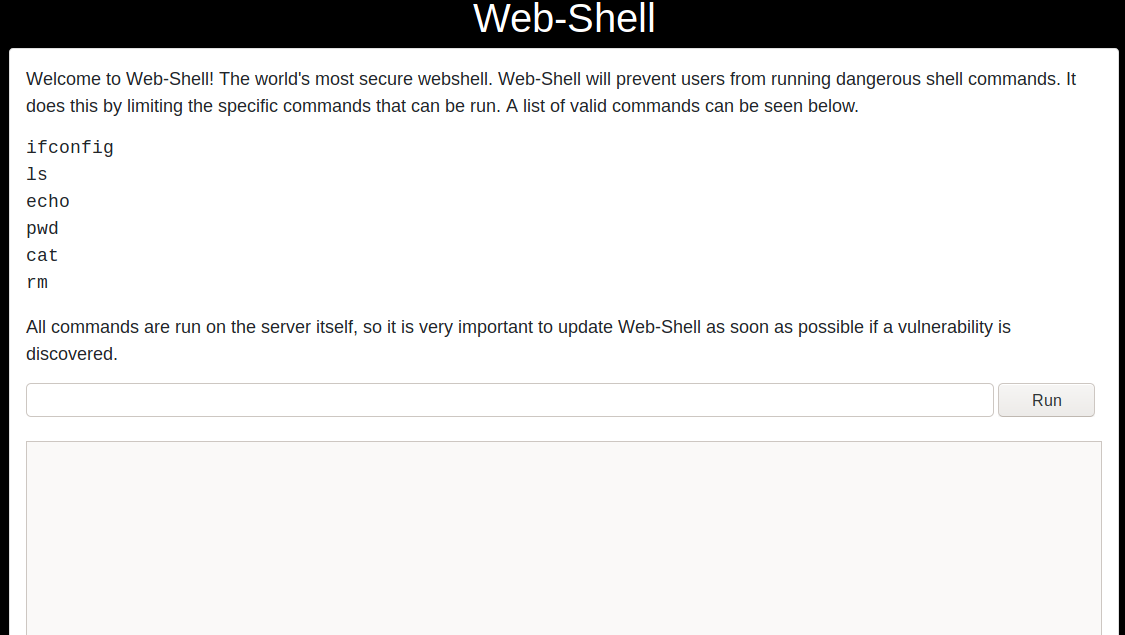 Web-Shell
Welcome to Web-Shell! The world's most secure webshell. Web-Shell will prevent users from running dangerous shell commands. It
does this by limiting the specific commands that can be run. A list of valid commands can be seen below.
ifconfig
ls
echo
pwd
cat
rm
All commands are run on the server itself, so it is very important to update Web-Shell as soon as possible if a vulnerability is
discovered.
Run